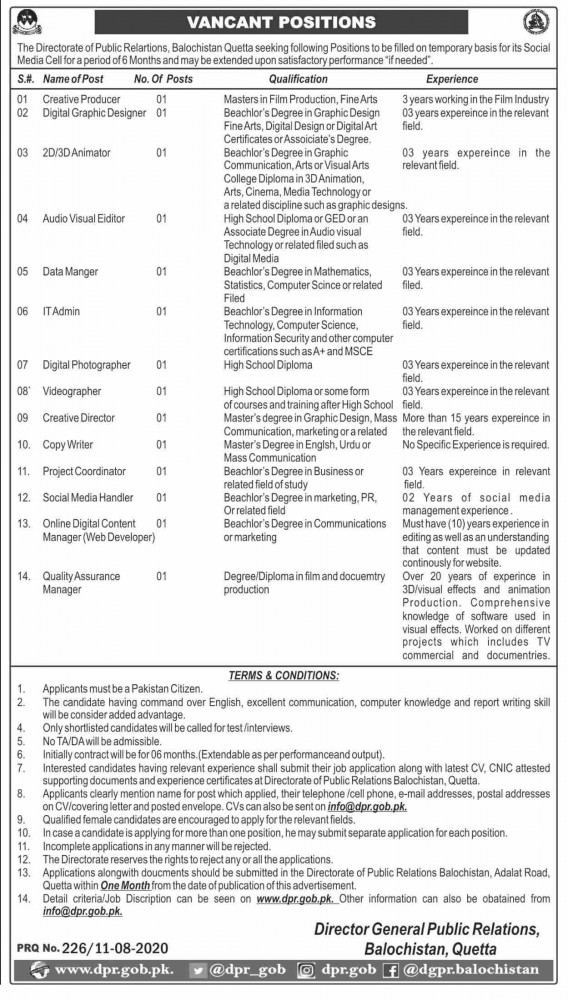 VANCANT POSITIONS
The Directorate of Public Relartions, Balochistan Quetta seeking following Positions to be filled on temporary basis for its Social
Media Cell for a period of 6 Months and may be extended upon satisfactory performance "if needed".
S.#. Name of Post No. Of Posts Qualification Experience
01 Creative Producer 01 Masters in Film Production, Fine Arts 3 years working in the Film Industry
02 Digital Graphic Designer 01 Beachlor's Degree in Graphic Design 03 years expereince in the relevant
Fine Arts, Digital Design or Digital Art field.
Certificates or Assoiciate's Degree.
03 2D/3D Animator 01 Beachlor's Degree in Graphic 03 years expereince in the
Communication, Arts or Visual Arts relevant field.
College Diploma in 3D Animation,
Arts, Cinema, Media Technology or
a related discipline such as graphic designs.
04 Audio Visual Eiditor 01 High School Diploma or GED or an 03 Years expereince in the relevant
Associate Degree in Audio visual field.
Technology or related filed such as
Digital Media
05 Data Manger 01 Beachlor's Degree in Mathematics, 03 Years expereince in the relevant
Statistics, Computer Scince or related filed.
Filed
06 IT Admin 01 Beachlor's Degree in Information 03 Years expereince in the relevant
Technology, Computer Science, field.
Information Security and other computer
certifications such as A+ and MSCE
07 Digital Photographer 01 High School Diploma 03 Years expereince in the relevant
field.
08 Videographer 01 High School Diploma or some form 03 Years expereince in the relevant
of courses and training after High School field.
09 Creative Director 01 Master's degree in Graphic Design, Mass More than 15 years expereince in
Communication, marketing or a related the relevant field.
10. Copy Writer 01 Master's Degree in Englsh, Urdu or No Specific Experience is required.
Mass Communication
11. Project Coordinator 01 Beachlor's Degree in Business or 03 Years expereince in relevant
related field of study field.
12. Social Media Handler 01 Beachlor's Degree in marketing, PR, 02 Years of social media
Or related field management experience .
13. Online Digital Content 01 Beachlor's Degree in Communications Must have (10) years experience in
Manager (Web Developer) or marketing editing as well as an understanding
that content must be updated
continously for website.
14. Quality Assurance 01 Degree/Diploma in film and docuemtry Over 20 years of experince in
Manager production 3D/visual effects and animation
Production. Comprehensive
knowledge of software used in
visual effects. Worked on different
projects which includes TV
commercial and documentries.
TERMS & CONDITIONS:
1. Applicants must be a Pakistan Citizen.
2. The candidate having command over English, excellent communication, computer knowledge and report writing skill
will be consider added advantage.
4. Only shortlisted candidates will be called for test /interviews.
5. No TA/DA will be admissible.
6. Initially contract will be for 06 months.(Extendable as per performance and output).
7. Interested candidates having relevant experience shall submit their job application along with latest CV, CNIC attested
supporting documents and experience certificates at Directorate of Public Relations Balochistan, Quetta.
8. Applicants clearly mention name for post which applied, their telephone /cell phone, e-mail addresses, postal addresses
on CV/covering letter and posted envelope. CVs can also be sent on info@dpr.gob.pk.
9. Qualified female candidates are encouraged to apply for the relevant fields.
10. In case a candidate is applying for more than one position, he may submit separate application for each position.
11. Incomplete applications in any manner will be rejected.
12. The Directorate reserves the rights to reject any or all the applications.
13. Applications alongwith doucments should be submitted in the Directorate of Public Relations Balochistan, Adalat Road,
Quetta within One Month from the date of publication of this advertisement.
14. Detail criteria/Job Discription can be seen on www.dpr.gob.pk. Other information can also be obatained from
info@dpr.gob.pk.
Director General Public Relations,
PRQ No. 226/11-08-2020 Balochistan, Quetta
www.dpr.gob.pk. @dpr_gob dpr.gob @dgpr.balochistan